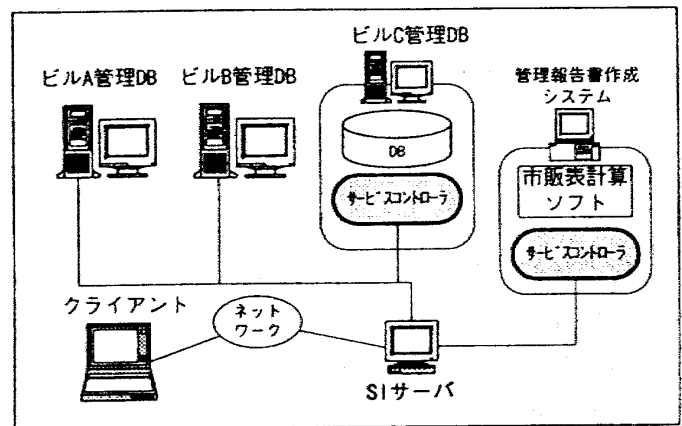 ビルC管理DB
ビルA管理DB
ビルB管理DB
管理報告書作成
システム
DB
市販表計算
ソフト
サービスコントローラ
サービスコントローラ
クライアント
ネット
ワーク
SIサーバ